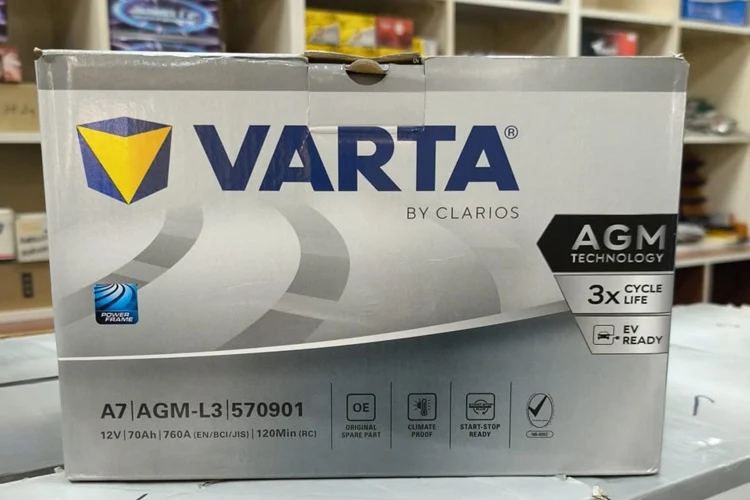 VARTA®
BY CLARIOS
AGM
TECHNOLOGY
3x CYCLE
LIFE
EV
READY
POWER
FRAME
A7|AGM-L3|570901
12V|70Ah|760A (EN/BCI/JIS)|120Min (RC)
OE
ORIGINAL
SPARE PART
CLIMATE
PROOF
START-STOP
READY